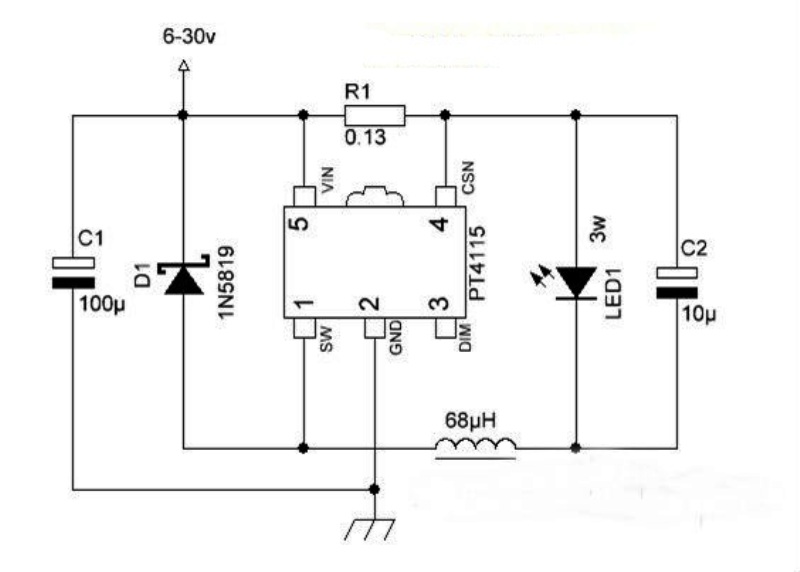 6-30v
R1
0.13
VIN
CSN
5
4
PT4115
1
2
3
SW
GND
DIM
C1
100µ
D1
1N5819
3w
LED1
C2
10µ
68µH